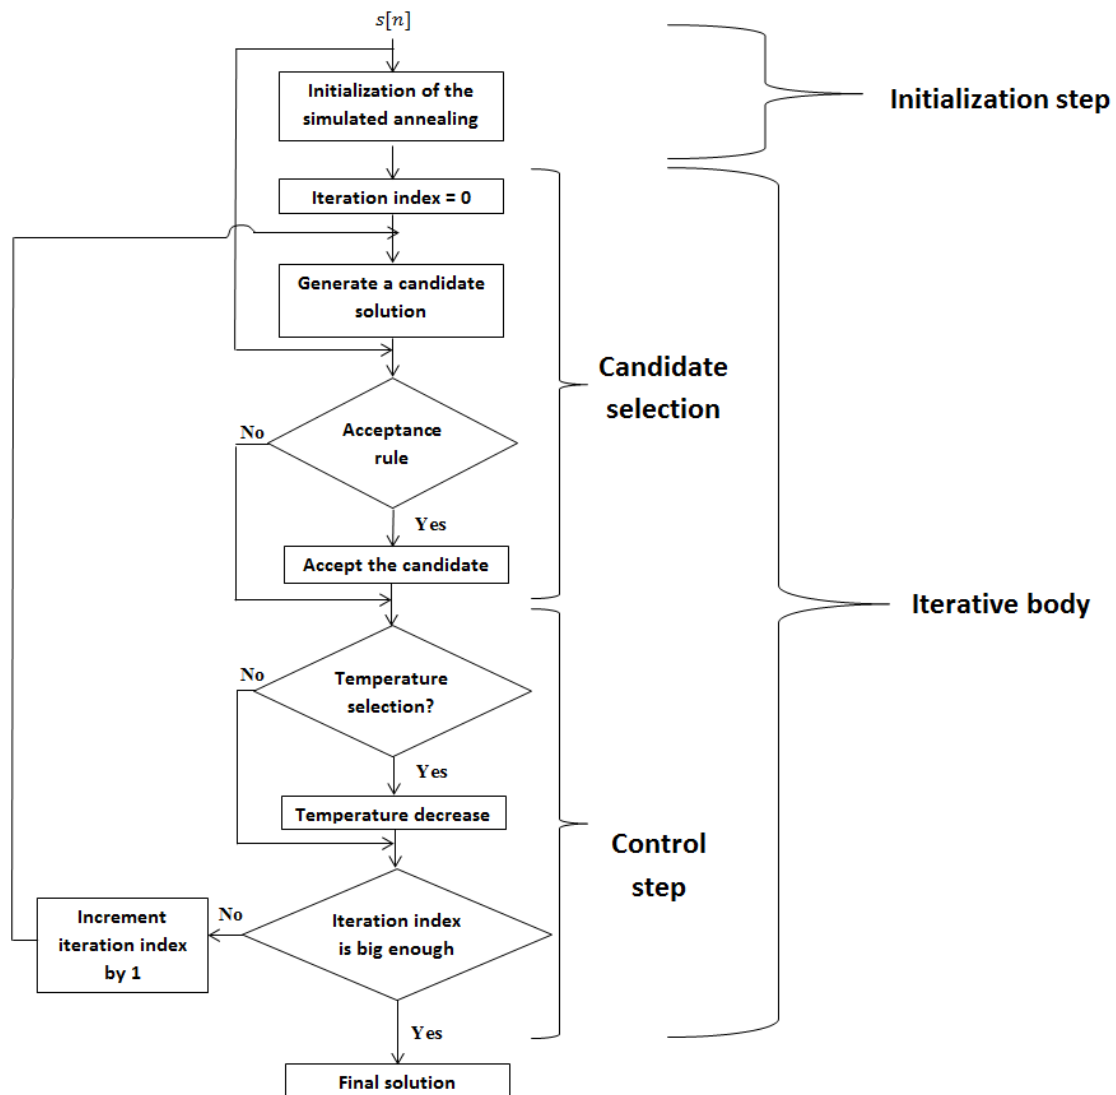 s[n]
Initialization of the
simulated annealing
Initialization step
Iteration index = 0
Generate a candidate
solution
Candidate
selection
No
Acceptance
rule
Yes
Accept the candidate
Iterative body
No
Temperature
selection?
Yes
Temperature decrease
Control
step
Increment
iteration index
by 1
No
Iteration index
is big enough
Yes
Final solution